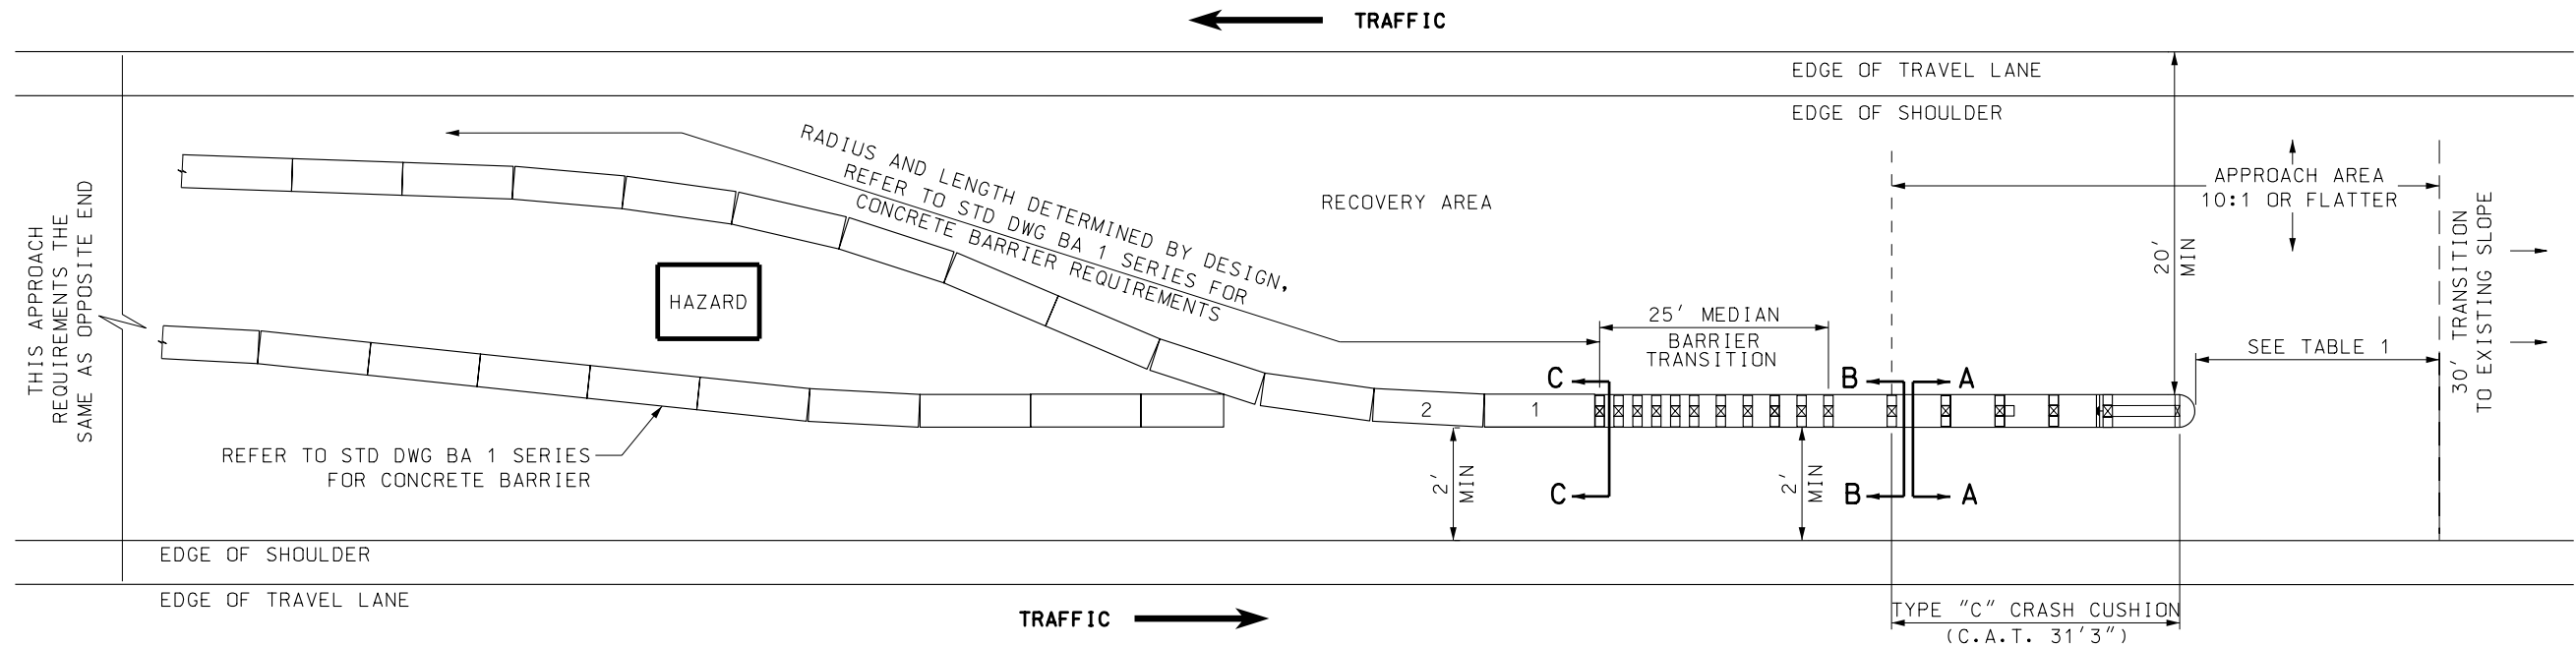 TRAFFIC
EDGE OF TRAVEL LANE
EDGE OF SHOULDER
RADIUS AND LENGTH DETERMINED BY DESIGN,
REFER TO STD DWG BA 1 SERIES FOR
CONCRETE BARRIER REQUIREMENTS
RECOVERY AREA
APPROACH AREA
10:1 OR FLATTER
THIS APPROACH
REQUIREMENTS THE
SAME AS OPPOSITE END
HAZARD
20'
MIN
30' TRANSITION
TO EXISTING SLOPE
25' MEDIAN
BARRIER
TRANSITION
SEE TABLE 1
C
B
A
2
1
REFER TO STD DWG BA 1 SERIES
FOR CONCRETE BARRIER
2'
MIN
2'
MIN
C
B
A
EDGE OF SHOULDER
EDGE OF TRAVEL LANE
TRAFFIC
TYPE "C" CRASH CUSHION
(C.A.T. 31'3")